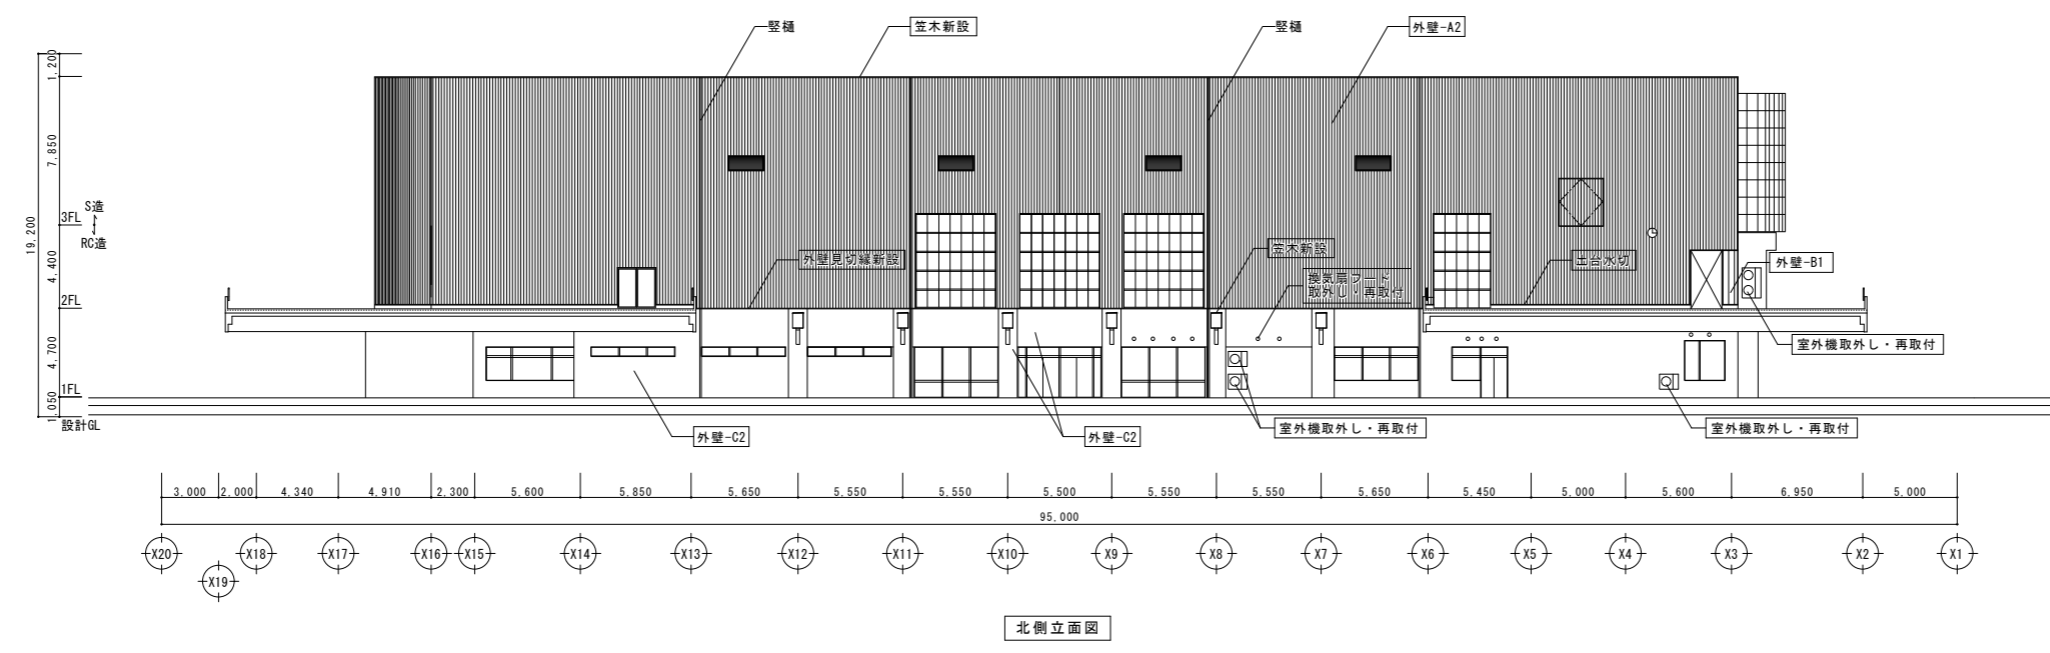 竪樋
笠木新設
竪樋
外壁-A2
1,200
7,850
19,200
4,400
4,700
1,050
S造
3FL
RC造
2FL
1FL
設計GL
外壁見切縁新設
笠木新設
換気扇フード
取外し・再取付
土台水切
外壁-B1
室外機取外し・再取付
外壁-C2
外壁-C2
室外機取外し・再取付
室外機取外し・再取付
3,000 2,000 4,340 4,910 2,300 5,600 5,850 5,650 5,550 5,550 5,500 5,550 5,550 5,650 5,450 5,000 5,600 6,950 5,000
95,000
X20 X18 X17 X16 X15 X14 X13 X12 X11 X10 X9 X8 X7 X6 X5 X4 X3 X2 X1
X19
北側立面図